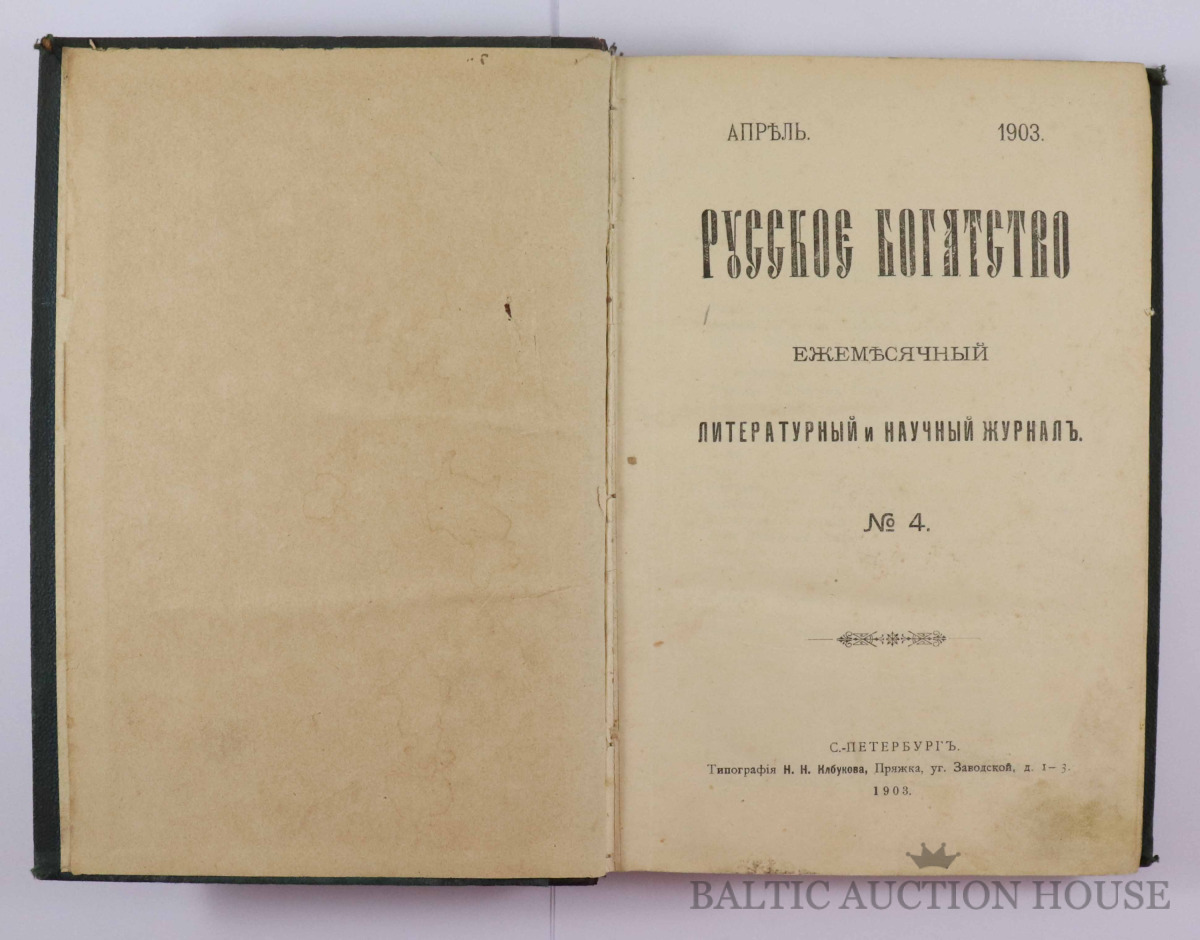 АПРѢЛЬ. 1903.
РУССКОЕ БОГАТСТВО
ЕЖЕМѢСЯЧНЫЙ
ЛИТЕРАТУРНЫЙ и НАУЧНЫЙ ЖУРНАЛЪ.
№ 4.
С.-ПЕТЕРБУРГЪ.
Типографія Н. Н. Клобукова, Пряжка, уг. Заводской, д. 1—3.
1903.
BALTIC AUCTION HOUSE